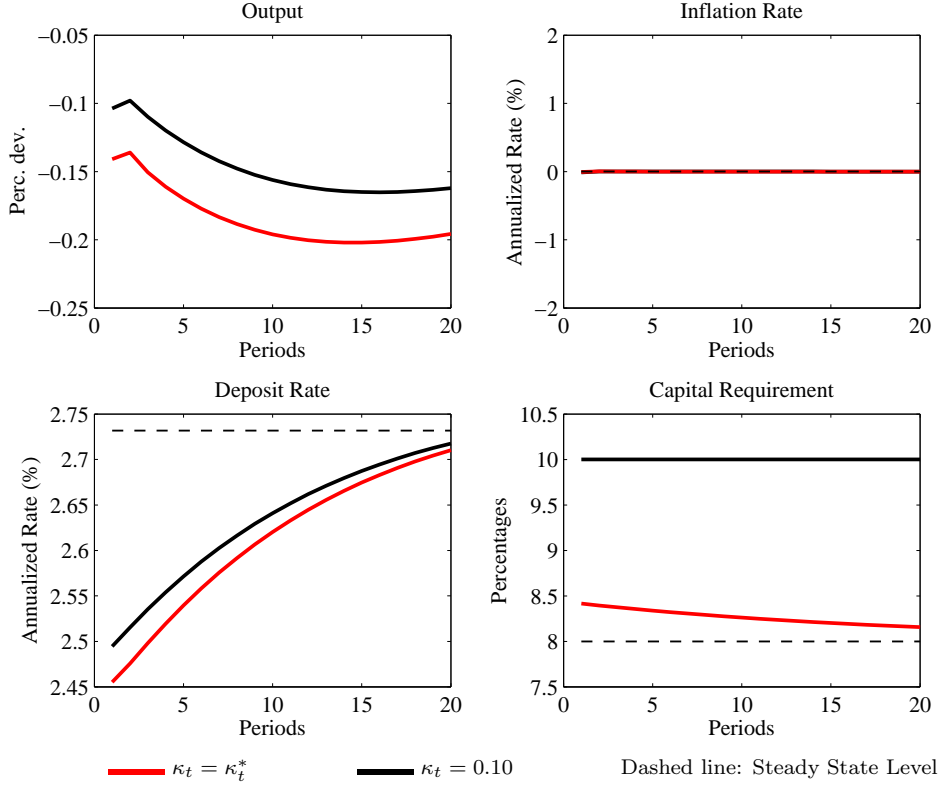 Output
Perc. dev.
−0.05
−0.1
−0.15
−0.2
−0.25
0 5 10 15 20
Periods
Inflation Rate
Annualized Rate (%)
2
1
0
−1
−2
0 5 10 15 20
Periods
Deposit Rate
Annualized Rate (%)
2.75
2.7
2.65
2.6
2.55
2.5
2.45
0 5 10 15 20
Periods
Capital Requirement
Percentages
10.5
10
9.5
9
8.5
8
7.5
0 5 10 15 20
Periods
κ_t = κ_t^*
κ_t = 0.10
Dashed line: Steady State Level